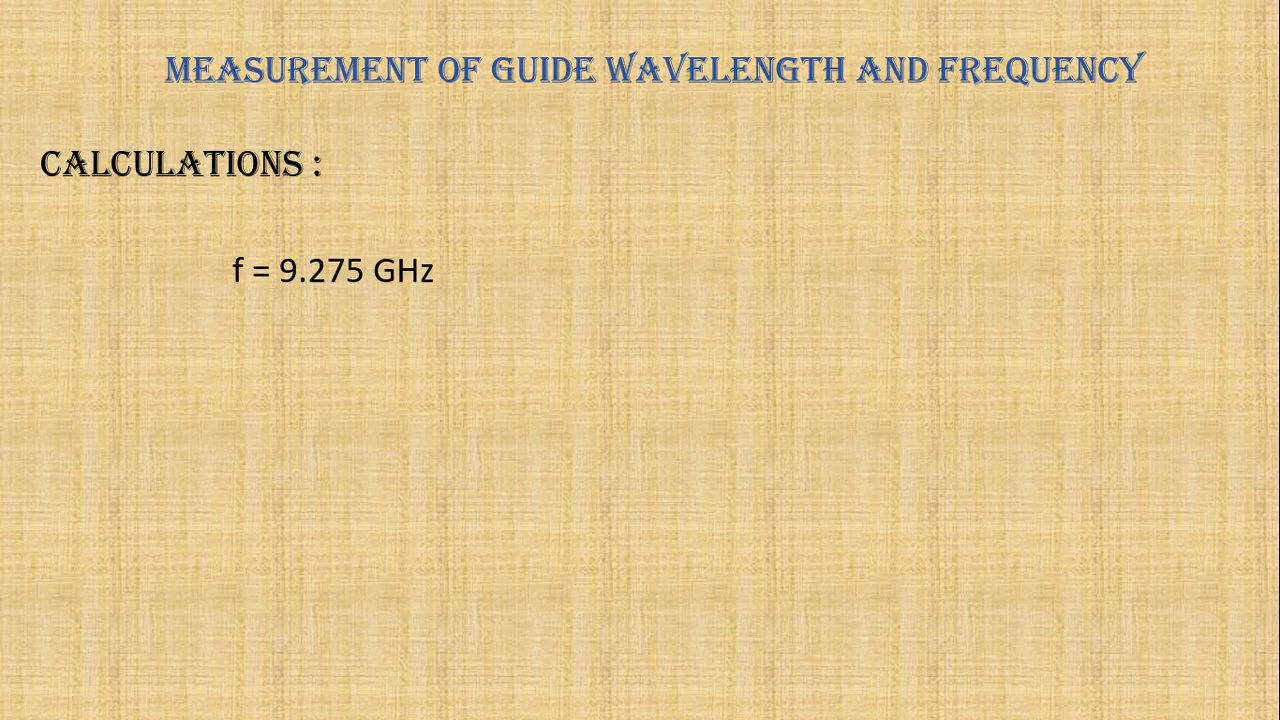 MEASUREMENT OF GUIDE WAVELENGTH AND FREQUENCY
CALCULATIONS :
f = 9.275 GHz